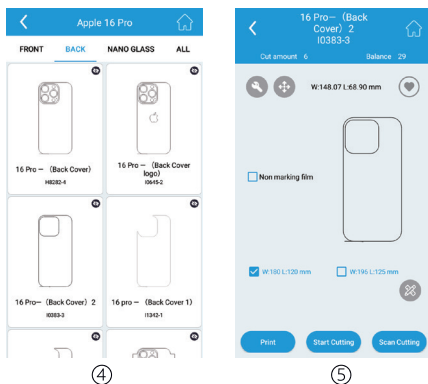 Apple 16 Pro
FRONT BACK NANO GLASS ALL
16 Pro－（Back Cover)
H8282-4
16 Pro－（Back Cover
logo)
I0645-2
16 Pro－（Back Cover）2
I0383-3
16 pro－（Back Cover 1)
I1342-1
④
16 Pro－（Back
Cover）2
I0383-3
Cut amount 6 Balance 29
W:148.07 L:68.90 mm
Non marking film
W:180 L:120 mm
W:196 L:125 mm
Print
Start Cutting
Scan Cutting
⑤